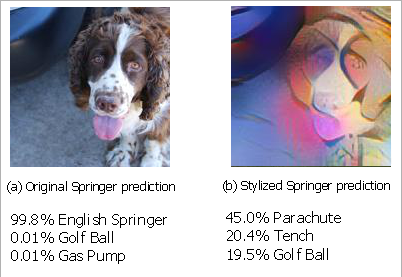 (a) Original Springer prediction
99.8% English Springer
0.01% Golf Ball
0.01% Gas Pump
(b) Stylized Springer prediction
45.0% Parachute
20.4% Tench
19.5% Golf Ball